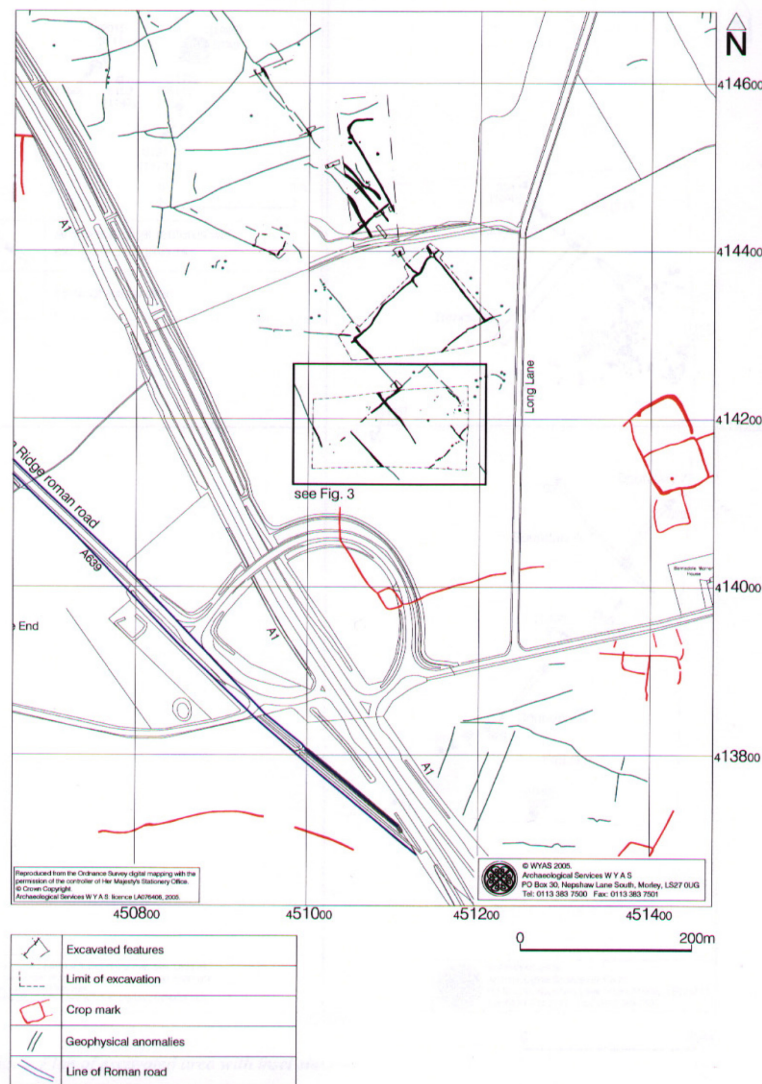 N
414600
A1
414400
Long Lane
414200
see Fig. 3
Ridge roman road
A639
414000
End
A1
413800
A1
Reproduced from the Ordnance Survey digital mapping with the
permission of the controller of Her Majesty's Stationery Office.
© Crown Copyright.
Archaeological Services W Y A S: licence LA076406, 2005.
© WYAS 2005.
Archaeological Services W Y A S
PO Box 30, Nepshaw Lane South, Morley, LS27 0UG
Tel: 0113 383 7500 Fax: 0113 383 7501
450800
451000
451200
451400
0
200m
Excavated features
Limit of excavation
Crop mark
Geophysical anomalies
Line of Roman road